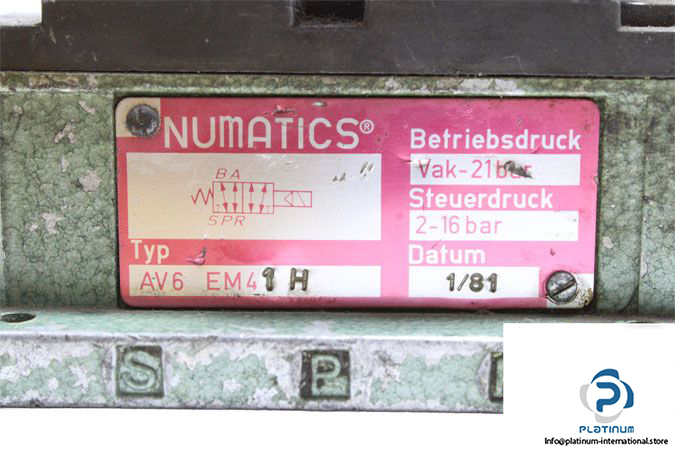 NUMATICS®
BA
SPR
Typ
AV6 EM41 H
Betriebsdruck
Vak-21bar
Steuerdruck
2-16 bar
Datum
1/81
S P
PLATINUM
Info@platinum-international.store